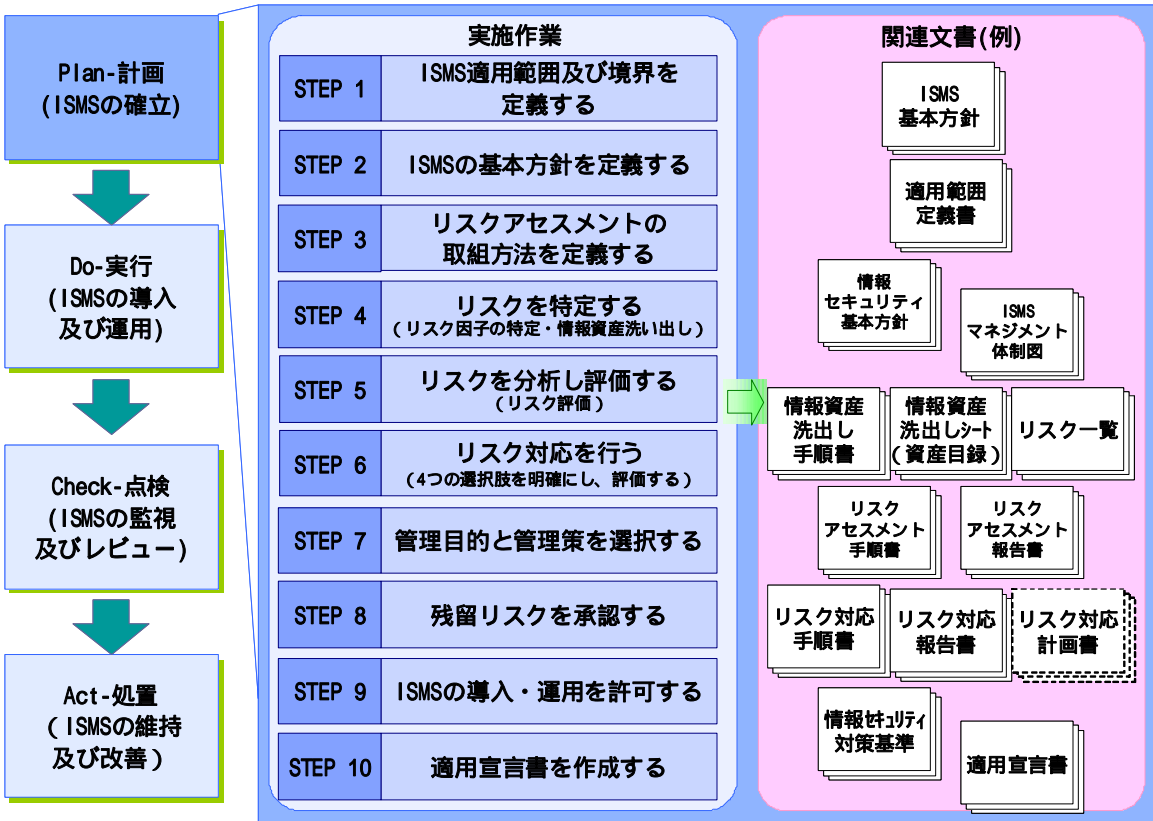 Plan-計画
(ISMSの確立)
Do-実行
(ISMSの導入
及び運用)
Check-点検
(ISMSの監視
及びレビュー)
Act-処置
(ISMSの維持
及び改善)
実施作業
STEP 1
ISMS適用範囲及び境界を
定義する
STEP 2
ISMSの基本方針を定義する
STEP 3
リスクアセスメントの
取組方法を定義する
STEP 4
リスクを特定する
(リスク因子の特定・情報資産洗い出し)
STEP 5
リスクを分析し評価する
(リスク評価)
STEP 6
リスク対応を行う
(4つの選択肢を明確にし、評価する)
STEP 7
管理目的と管理策を選択する
STEP 8
残留リスクを承認する
STEP 9
ISMSの導入・運用を許可する
STEP 10
適用宣言書を作成する
関連文書(例)
ISMS
基本方針
適用範囲
定義書
情報
セキュリティ
基本方針
ISMS
マネジメント
体制図
情報資産
洗出し
手順書
情報資産
洗出しシート
(資産目録)
リスク一覧
リスク
アセスメント
手順書
リスク
アセスメント
報告書
リスク対応
手順書
リスク対応
報告書
リスク対応
計画書
情報セキュリティ
対策基準
適用宣言書